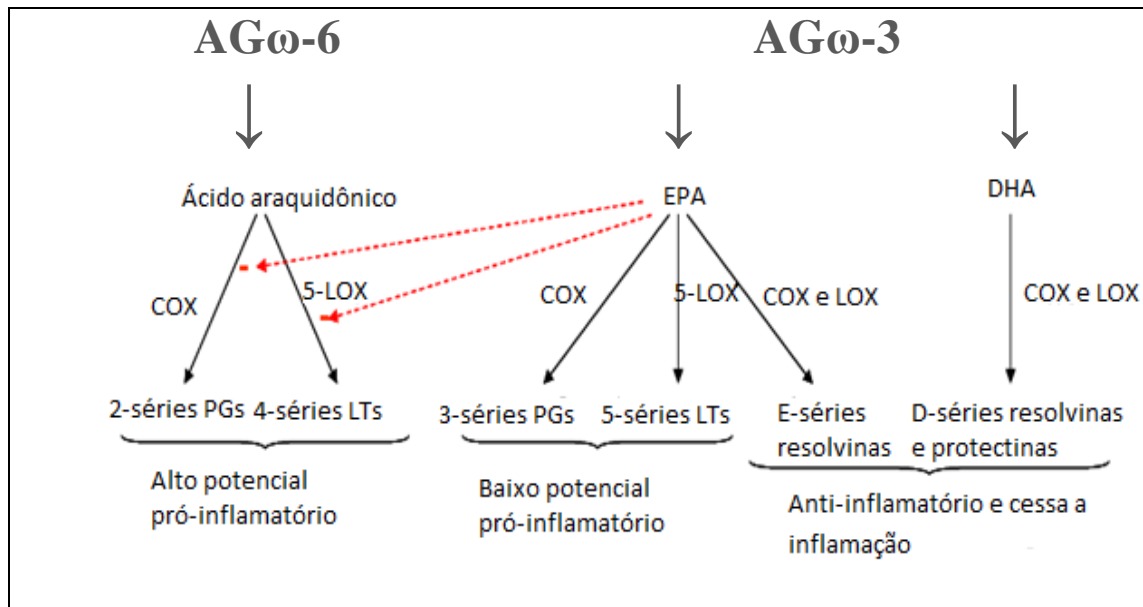 AGω-6
AGω-3
Ácido araquidônico
EPA
DHA
COX
5-LOX
COX
5-LOX
COX e LOX
COX e LOX
2-séries PGs
4-séries LTs
3-séries PGs
5-séries LTs
E-séries
resolvinas
D-séries resolvinas
e protectinas
Alto potencial
pró-inflamatório
Baixo potencial
pró-inflamatório
Anti-inflamatório e cessa a
inflamação